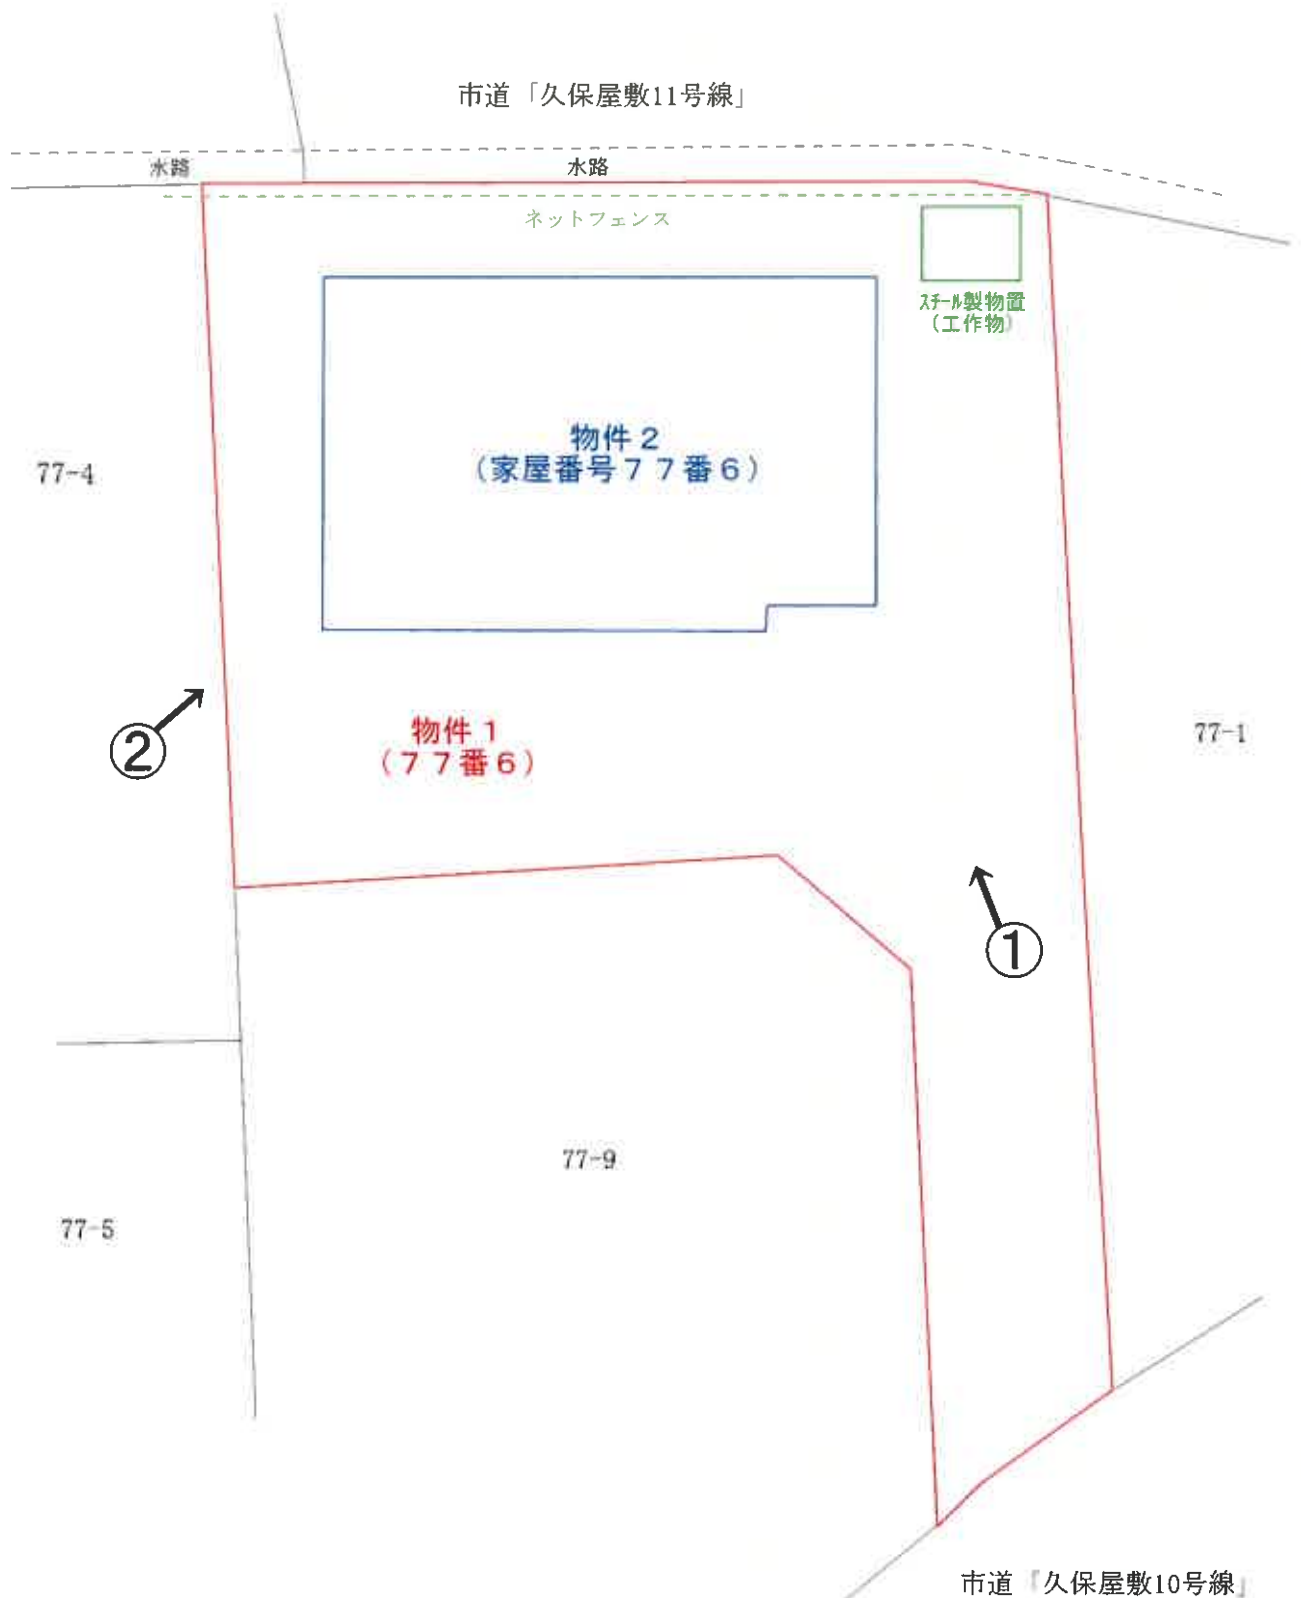 市道「久保屋敷11号線」
水路
水路
ネットフェンス
スチール製物置
（工作物）
物件２
（家屋番号７７番６）
77-4
②
物件１
（７７番６）
77-1
①
77-9
77-5
市道「久保屋敷10号線」